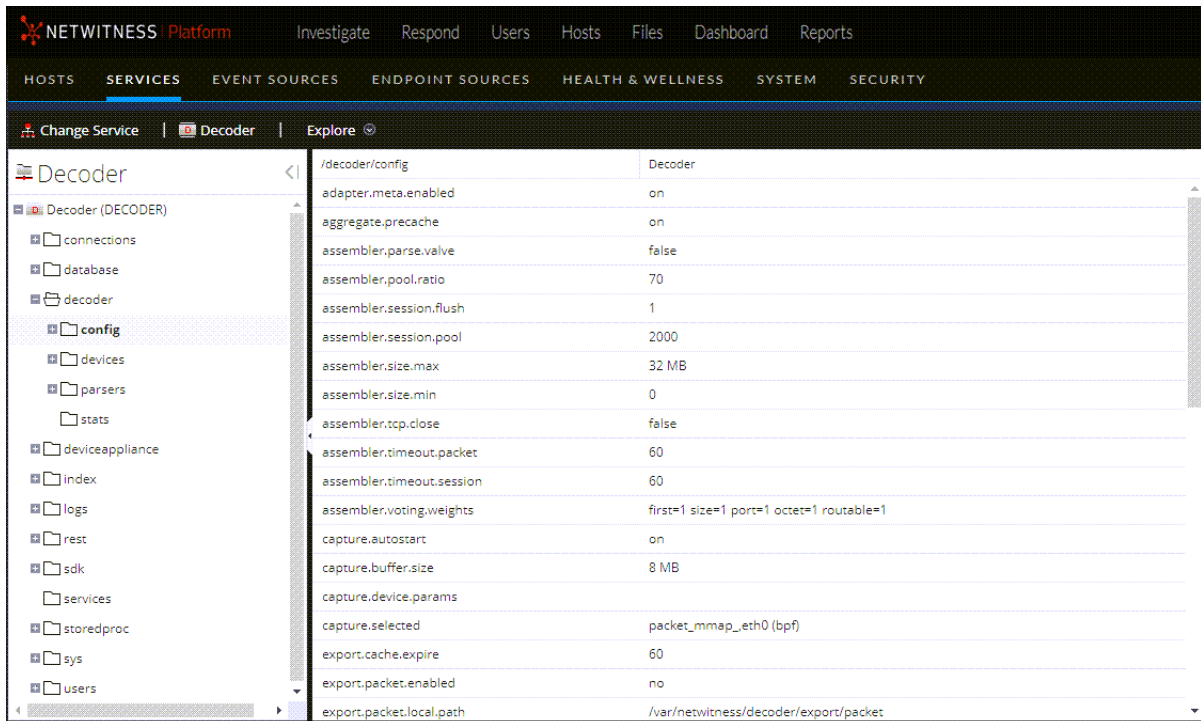 NETWITNESS Platform Investigate Respond Users Hosts Files Dashboard Reports
HOSTS SERVICES EVENT SOURCES ENDPOINT SOURCES HEALTH & WELLNESS SYSTEM SECURITY
Change Service | D Decoder | Explore
Decoder
D Decoder (DECODER)
connections
database
decoder
config
devices
parsers
stats
deviceappliance
index
logs
rest
sdk
services
storedproc
sys
users
/decoder/config Decoder
adapter.meta.enabled on
aggregate.precache on
assembler.parse.valve false
assembler.pool.ratio 70
assembler.session.flush 1
assembler.session.pool 2000
assembler.size.max 32 MB
assembler.size.min 0
assembler.tcp.close false
assembler.timeout.packet 60
assembler.timeout.session 60
assembler.voting.weights first=1 size=1 port=1 octet=1 routable=1
capture.autostart on
capture.buffer.size 8 MB
capture.device.params
capture.selected packet_mmap_,eth0 (bpf)
export.cache.expire 60
export.packet.enabled no
export.packet.local.path /var/netwitness/decoder/export/packet